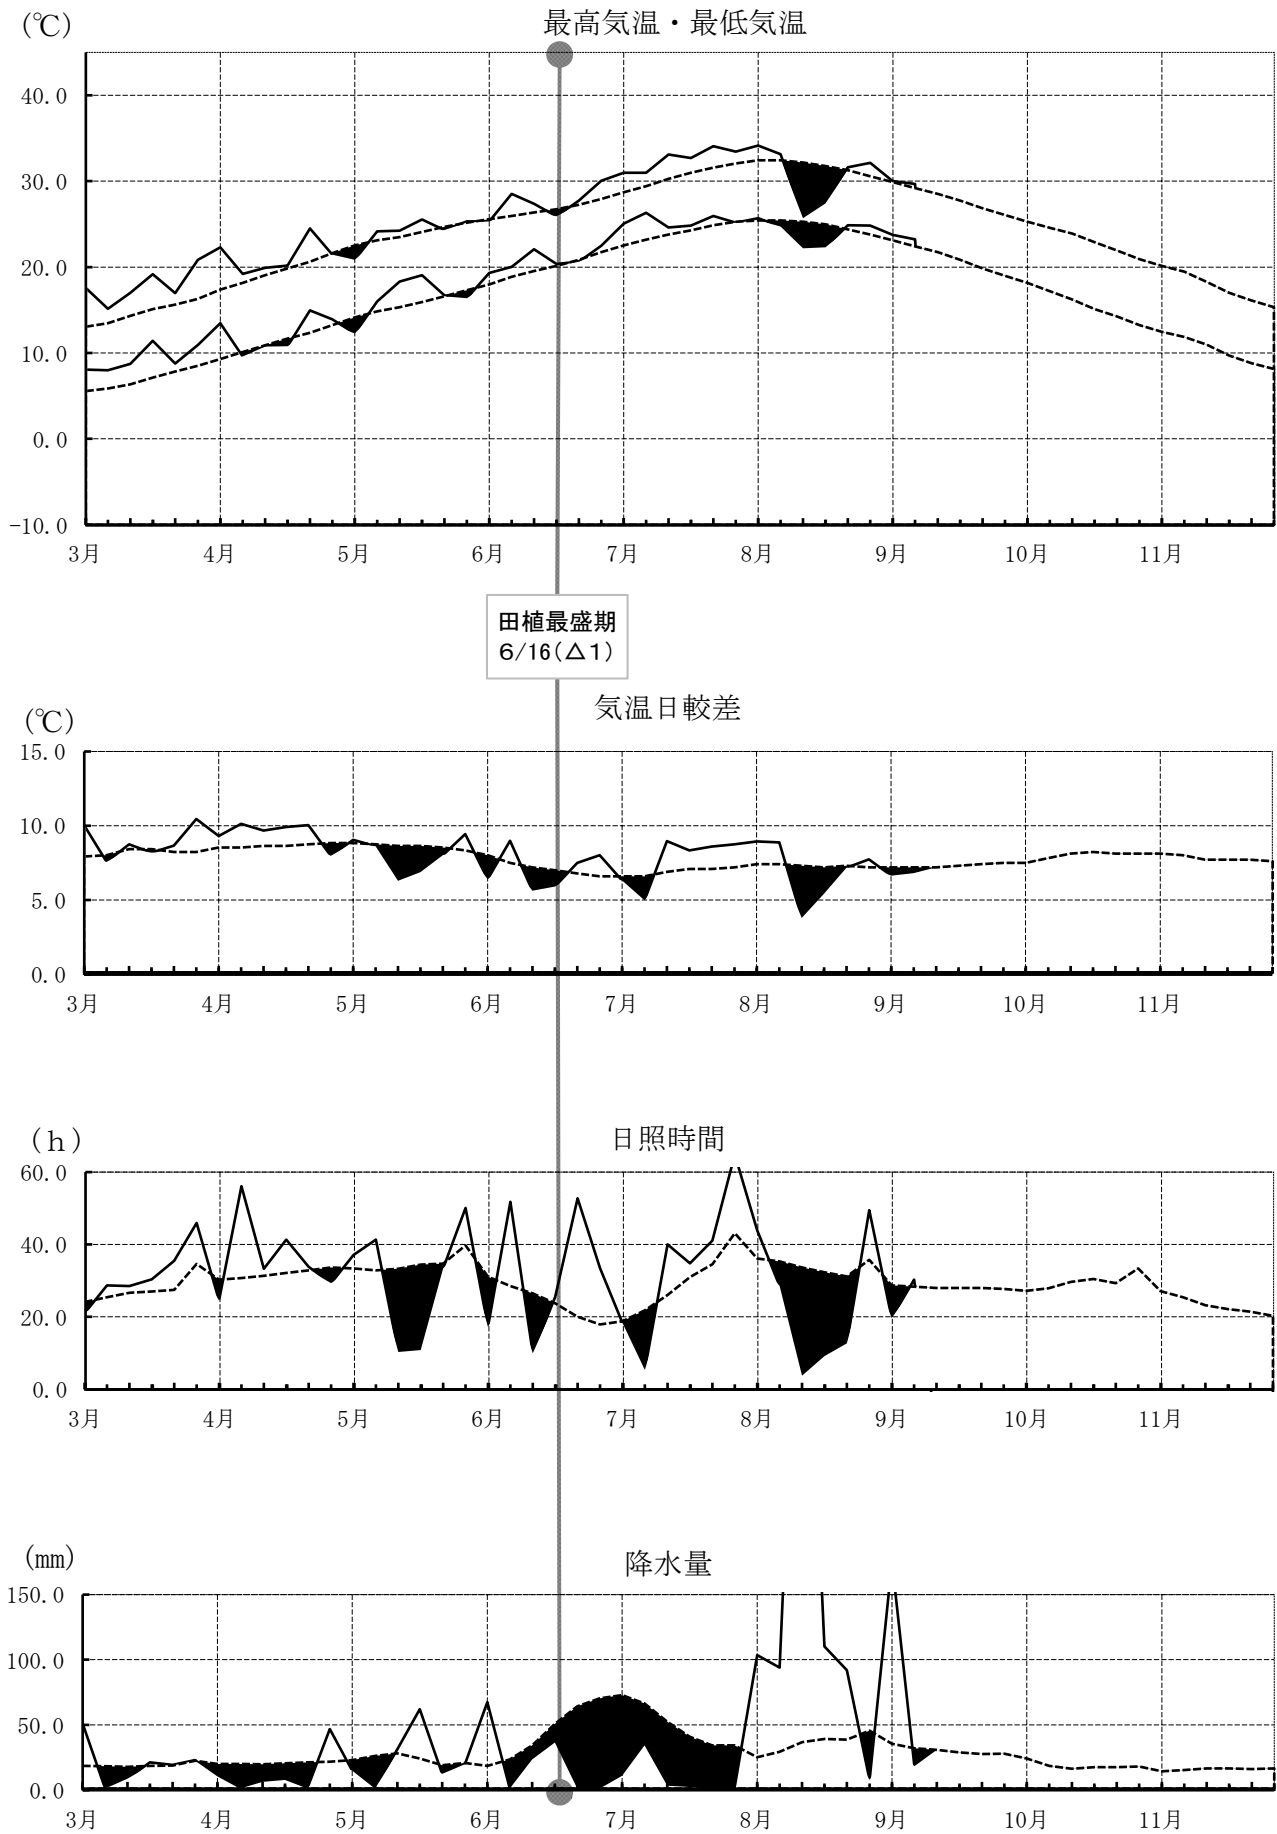 (℃)
最高気温・最低気温
40.0
30.0
20.0
10.0
0.0
-10.0
3月 4月 5月 6月 7月 8月 9月 10月 11月
田植最盛期
6/16(△1)
(℃)
気温日較差
15.0
10.0
5.0
0.0
3月 4月 5月 6月 7月 8月 9月 10月 11月
(h)
日照時間
60.0
40.0
20.0
0.0
3月 4月 5月 6月 7月 8月 9月 10月 11月
(mm)
降水量
150.0
100.0
50.0
0.0
3月 4月 5月 6月 7月 8月 9月 10月 11月